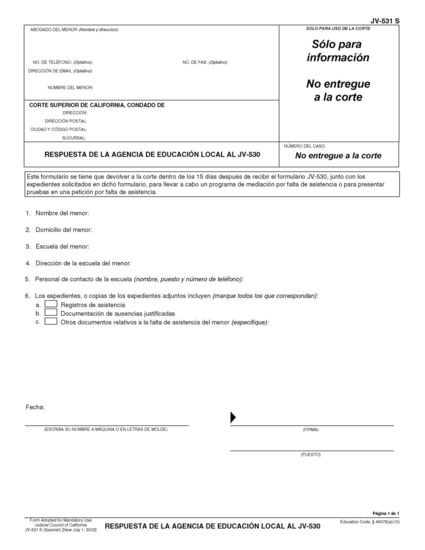 JV-531 S
ABOGADO DEL MENOR (Nombre y dirección):
SÓLO PARA USO DE LA CORTE
Sólo para
información
NO. DE TELÉFONO: (Optativo):
NO. DE FAX: (Optativo):
DIRECCIÓN DE EMAIL (Optativo):
No entregue
a la corte
NOMBRE DEL MENOR:
CORTE SUPERIOR DE CALIFORNIA, CONDADO DE
DIRECCIÓN:
DIRECCIÓN POSTAL:
CIUDAD Y CÓDIGO POSTAL:
SUCURSAL:
NÚMERO DEL CASO:
RESPUESTA DE LA AGENCIA DE EDUCACIÓN LOCAL AL JV-530
No entregue a la corte
Este formulario se tiene que devolver a la corte dentro de los 15 días después de recibir el formulario JV-530, junto con los
expedientes solicitados en dicho formulario, para llevar a cabo un programa de mediación por falta de asistencia o para presentar
pruebas en una petición por falta de asistencia.
1. Nombre del menor:
2. Domicilio del menor:
3. Escuela del menor:
4. Dirección de la escuela del menor:
5. Personal de contacto de la escuela (nombre, puesto y número de teléfono):
6. Los expedientes, o copias de los expedientes adjuntos incluyen (marque todos los que correspondan):
a. Registros de asistencia
b. Documentación de ausencias justificadas
c. Otros documentos relativos a la falta de asistencia del menor (especifique):
Fecha:
(ESCRIBA SU NOMBRE A MÁQUINA O EN LETRAS DE MOLDE)
(FIRMA)
(PUESTO)
Página 1 de 1
Form Adopted for Mandatory Use
Judicial Council of California
JV-531 S (Spanish) [New July 1, 2002]
RESPUESTA DE LA AGENCIA DE EDUCACIÓN LOCAL AL JV-530
Education Code, § 49076(a)(10)